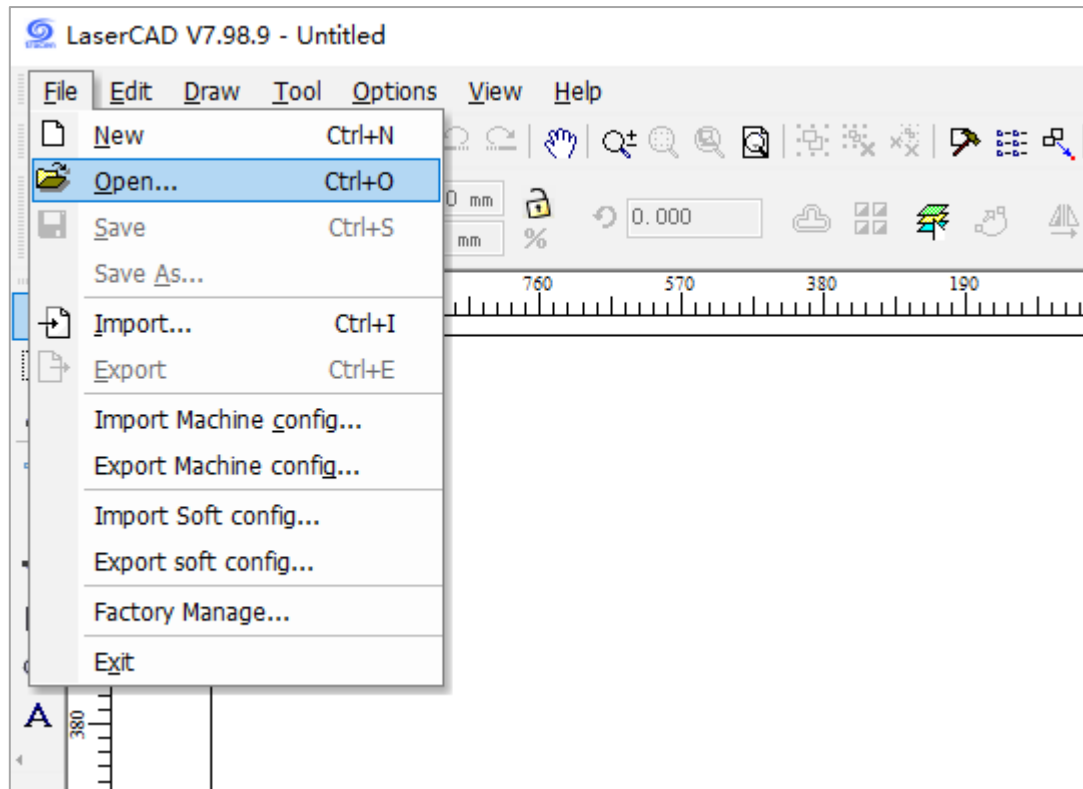 LaserCAD V7.98.9 - Untitled
File Edit Draw Tool Options View Help
New Ctrl+N
Open... Ctrl+O
0 mm
0.000
Save Ctrl+S
mm %
Save As...
760 570 380 190
Import... Ctrl+I
Export Ctrl+E
Import Machine config...
Export Machine config...
Import Soft config...
Export soft config...
Factory Manage...
Exit
A
380